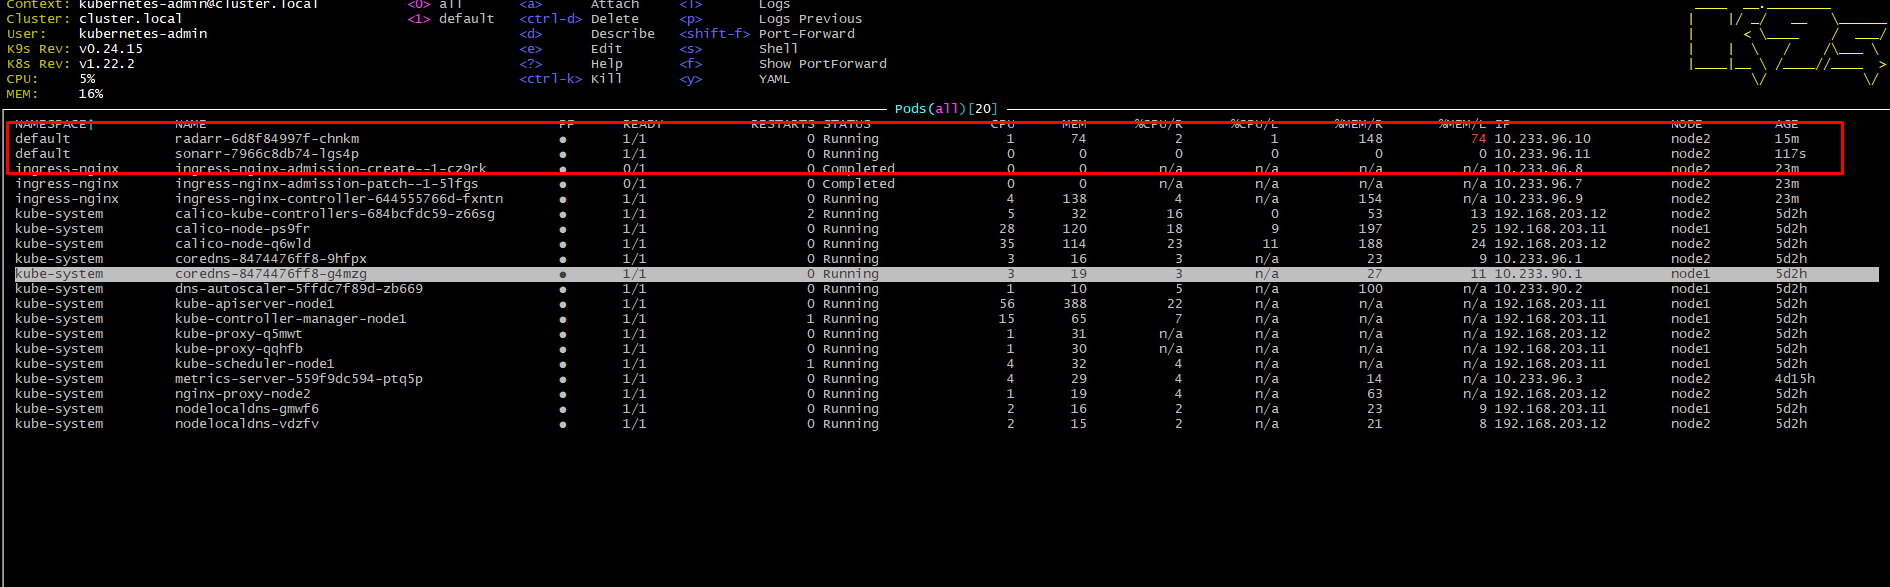 Context: kubernetes-admin@cluster.local <0> all <a> Attach <l> Logs
Cluster: cluster.local <1> default <ctrl-d> Delete <p> Logs Previous
User: kubernetes-admin <d> Describe <shift-f> Port-Forward
K9s Rev: v0.24.15 <e> Edit <s> Shell
K8s Rev: v1.22.2 <?> Help <f> Show PortForward
CPU: 5% <ctrl-k> Kill <y> YAML
MEM: 16%
Pods(all)[20]
NAMESPACE↑ NAME PF READY RESTARTS STATUS CPU MEM %CPU/R %CPU/L %MEM/R %MEM/L IP NODE AGE
default radarr-6d8f84997f-chnkm ● 1/1 0 Running 1 74 2 1 148 74 10.233.96.10 node2 15m
default sonarr-7966c8db74-lgs4p ● 1/1 0 Running 0 0 0 0 0 0 10.233.96.11 node2 117s
ingress-nginx ingress-nginx-admission-create--1-cz9rk ● 0/1 0 Completed 0 0 n/a n/a n/a n/a 10.233.96.8 node2 23m
ingress-nginx ingress-nginx-admission-patch--1-5lfgs ● 0/1 0 Completed 0 0 n/a n/a n/a n/a 10.233.96.7 node2 23m
ingress-nginx ingress-nginx-controller-644555766d-fxntn ● 1/1 0 Running 4 138 4 n/a 154 n/a 10.233.96.9 node2 23m
kube-system calico-kube-controllers-684bcfdc59-z66sg ● 1/1 2 Running 5 32 16 0 53 13 192.168.203.12 node2 5d2h
kube-system calico-node-ps9fr ● 1/1 0 Running 28 120 18 9 197 25 192.168.203.11 node1 5d2h
kube-system calico-node-q6wld ● 1/1 0 Running 35 114 23 11 188 24 192.168.203.12 node2 5d2h
kube-system coredns-8474476ff8-9hfpx ● 1/1 0 Running 3 16 3 n/a 23 9 10.233.96.1 node2 5d2h
kube-system coredns-8474476ff8-g4mzg ● 1/1 0 Running 3 19 3 n/a 27 11 10.233.90.1 node1 5d2h
kube-system dns-autoscaler-5ffdc7f89d-zb669 ● 1/1 0 Running 1 10 5 n/a 100 n/a 10.233.90.2 node1 5d2h
kube-system kube-apiserver-node1 ● 1/1 0 Running 56 388 22 n/a n/a n/a 192.168.203.11 node1 5d2h
kube-system kube-controller-manager-node1 ● 1/1 1 Running 15 65 7 n/a n/a n/a 192.168.203.11 node1 5d2h
kube-system kube-proxy-q5mwt ● 1/1 0 Running 1 31 n/a n/a n/a n/a 192.168.203.12 node2 5d2h
kube-system kube-proxy-qqhfb ● 1/1 0 Running 1 30 n/a n/a n/a n/a 192.168.203.11 node1 5d2h
kube-system kube-scheduler-node1 ● 1/1 1 Running 4 32 4 n/a n/a n/a 192.168.203.11 node1 5d2h
kube-system metrics-server-559f9dc594-ptq5p ● 1/1 0 Running 4 29 4 n/a 14 n/a 10.233.96.3 node2 4d15h
kube-system nginx-proxy-node2 ● 1/1 0 Running 1 19 4 n/a 63 n/a 192.168.203.12 node2 5d2h
kube-system nodelocaldns-gmwf6 ● 1/1 0 Running 2 16 2 n/a 23 9 192.168.203.11 node1 5d2h
kube-system nodelocaldns-vdzfv ● 1/1 0 Running 2 15 2 n/a 21 8 192.168.203.12 node2 5d2h